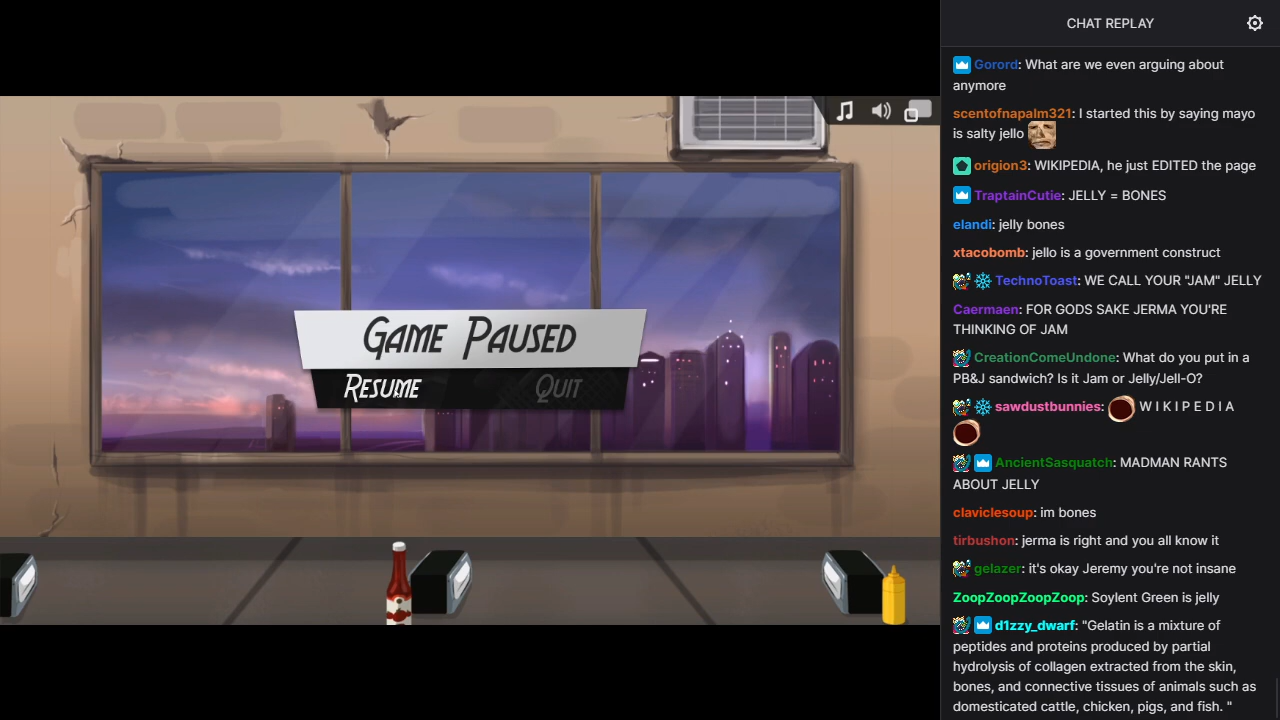 GAME PAUSED
RESUME
QUIT
CHAT REPLAY
Gorord: What are we even arguing about
anymore
scentofnapalm321: I started this by saying mayo
is salty jello
origion3: WIKIPEDIA, he just EDITED the page
TraptainCutie: JELLY = BONES
elandi: jelly bones
xtacobomb: jello is a government construct
TechnoToast: WE CALL YOUR "JAM" JELLY
Caermaen: FOR GODS SAKE JERMA YOU'RE
THINKING OF JAM
CreationComeUndone: What do you put in a
PB&J sandwich? Is it Jam or Jelly/Jell-O?
sawdustbunnies: W I K I P E D I A
AncientSasquatch: MADMAN RANTS
ABOUT JELLY
claviclesoup: im bones
tirbushon: jerma is right and you all know it
gelazer: it's okay Jeremy you're not insane
ZoopZoopZoopZoop: Soylent Green is jelly
d1zzy_dwarf: "Gelatin is a mixture of
peptides and proteins produced by partial
hydrolysis of collagen extracted from the skin,
bones, and connective tissues of animals such as
domesticated cattle, chicken, pigs, and fish. "